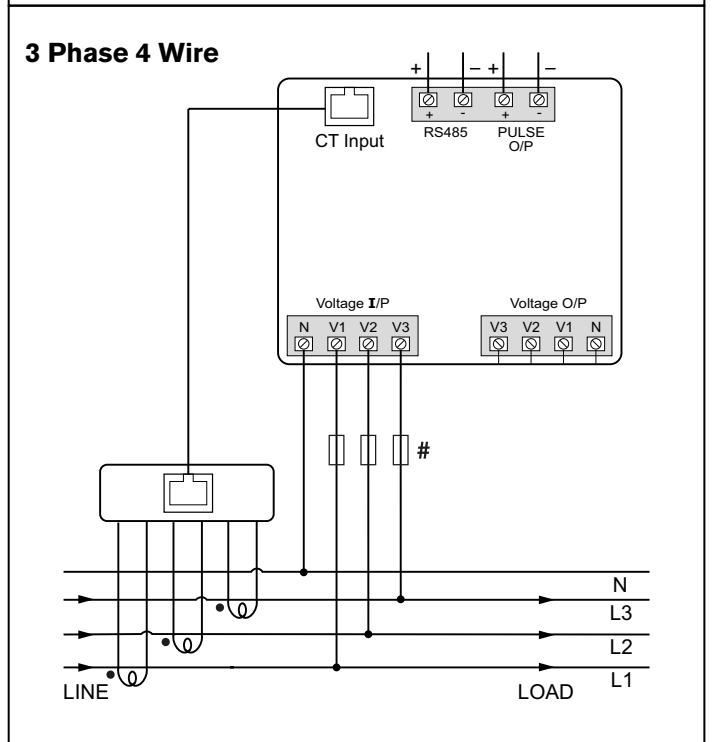 3 Phase 4 Wire
+ – + –
+ - + -
CT Input
RS485
PULSE
O/P
Voltage I/P
Voltage O/P
N V1 V2 V3
V3 V2 V1 N
#
N
L3
L2
L1
LINE
LOAD